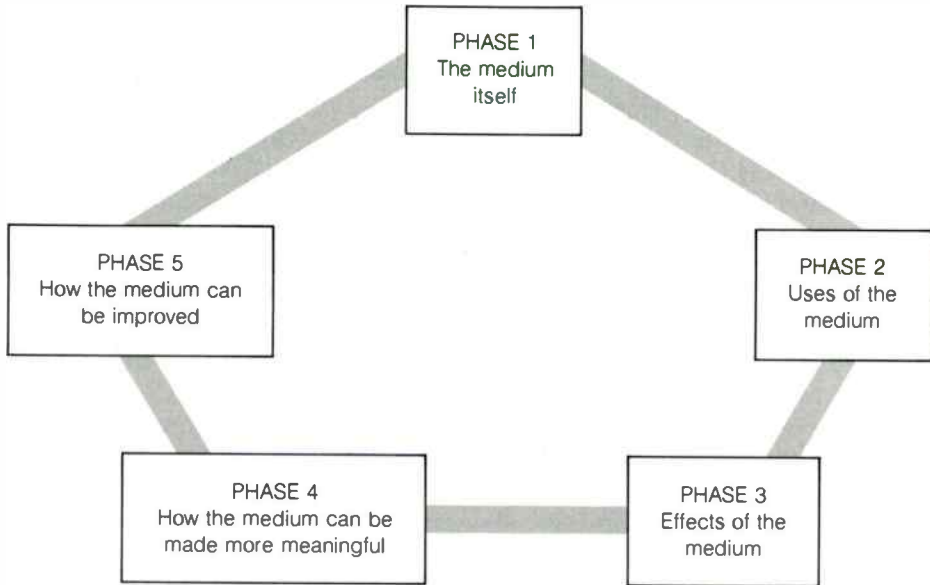 PHASE 1
The medium
itself
PHASE 2
Uses of the
medium
PHASE 3
Effects of the
medium
PHASE 4
How the medium can be
made more meaningful
PHASE 5
How the medium can
be improved